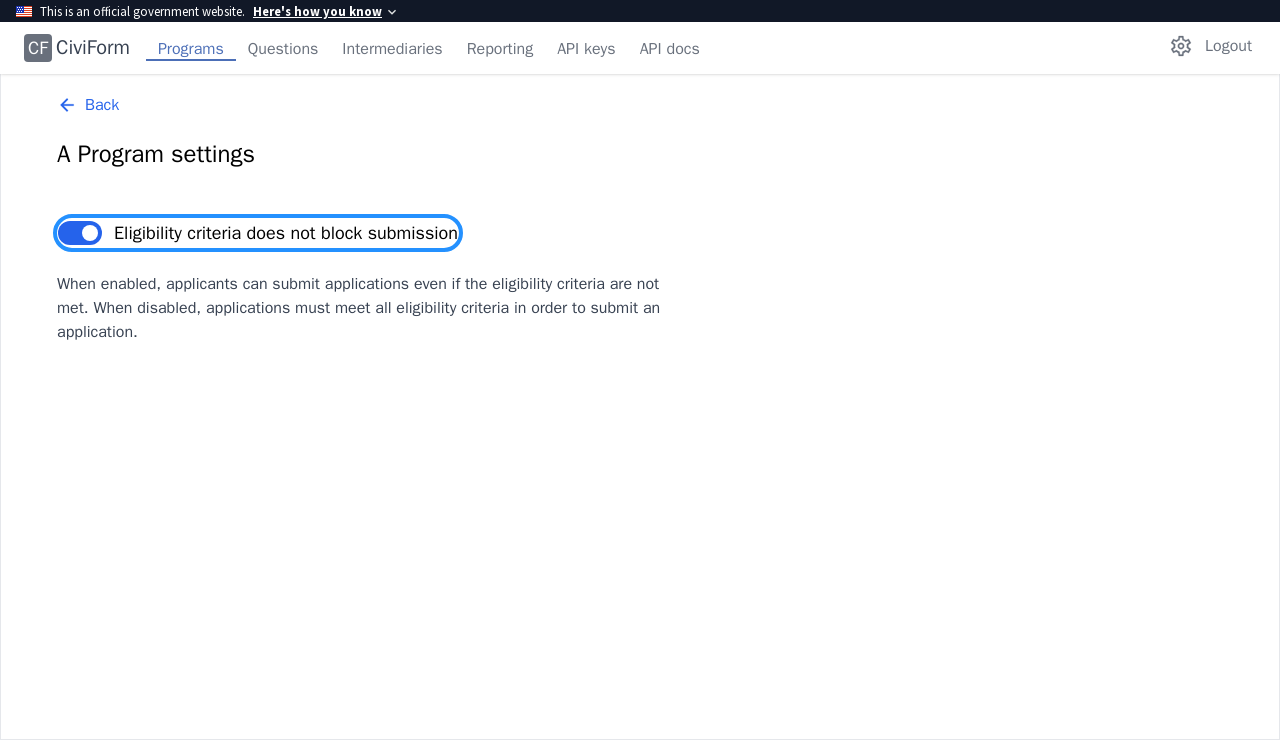 This is an official government website. Here's how you know
CF CiviForm Programs Questions Intermediaries Reporting API keys API docs Logout
Back
A Program settings
Eligibility criteria does not block submission
When enabled, applicants can submit applications even if the eligibility criteria are not
met. When disabled, applications must meet all eligibility criteria in order to submit an
application.